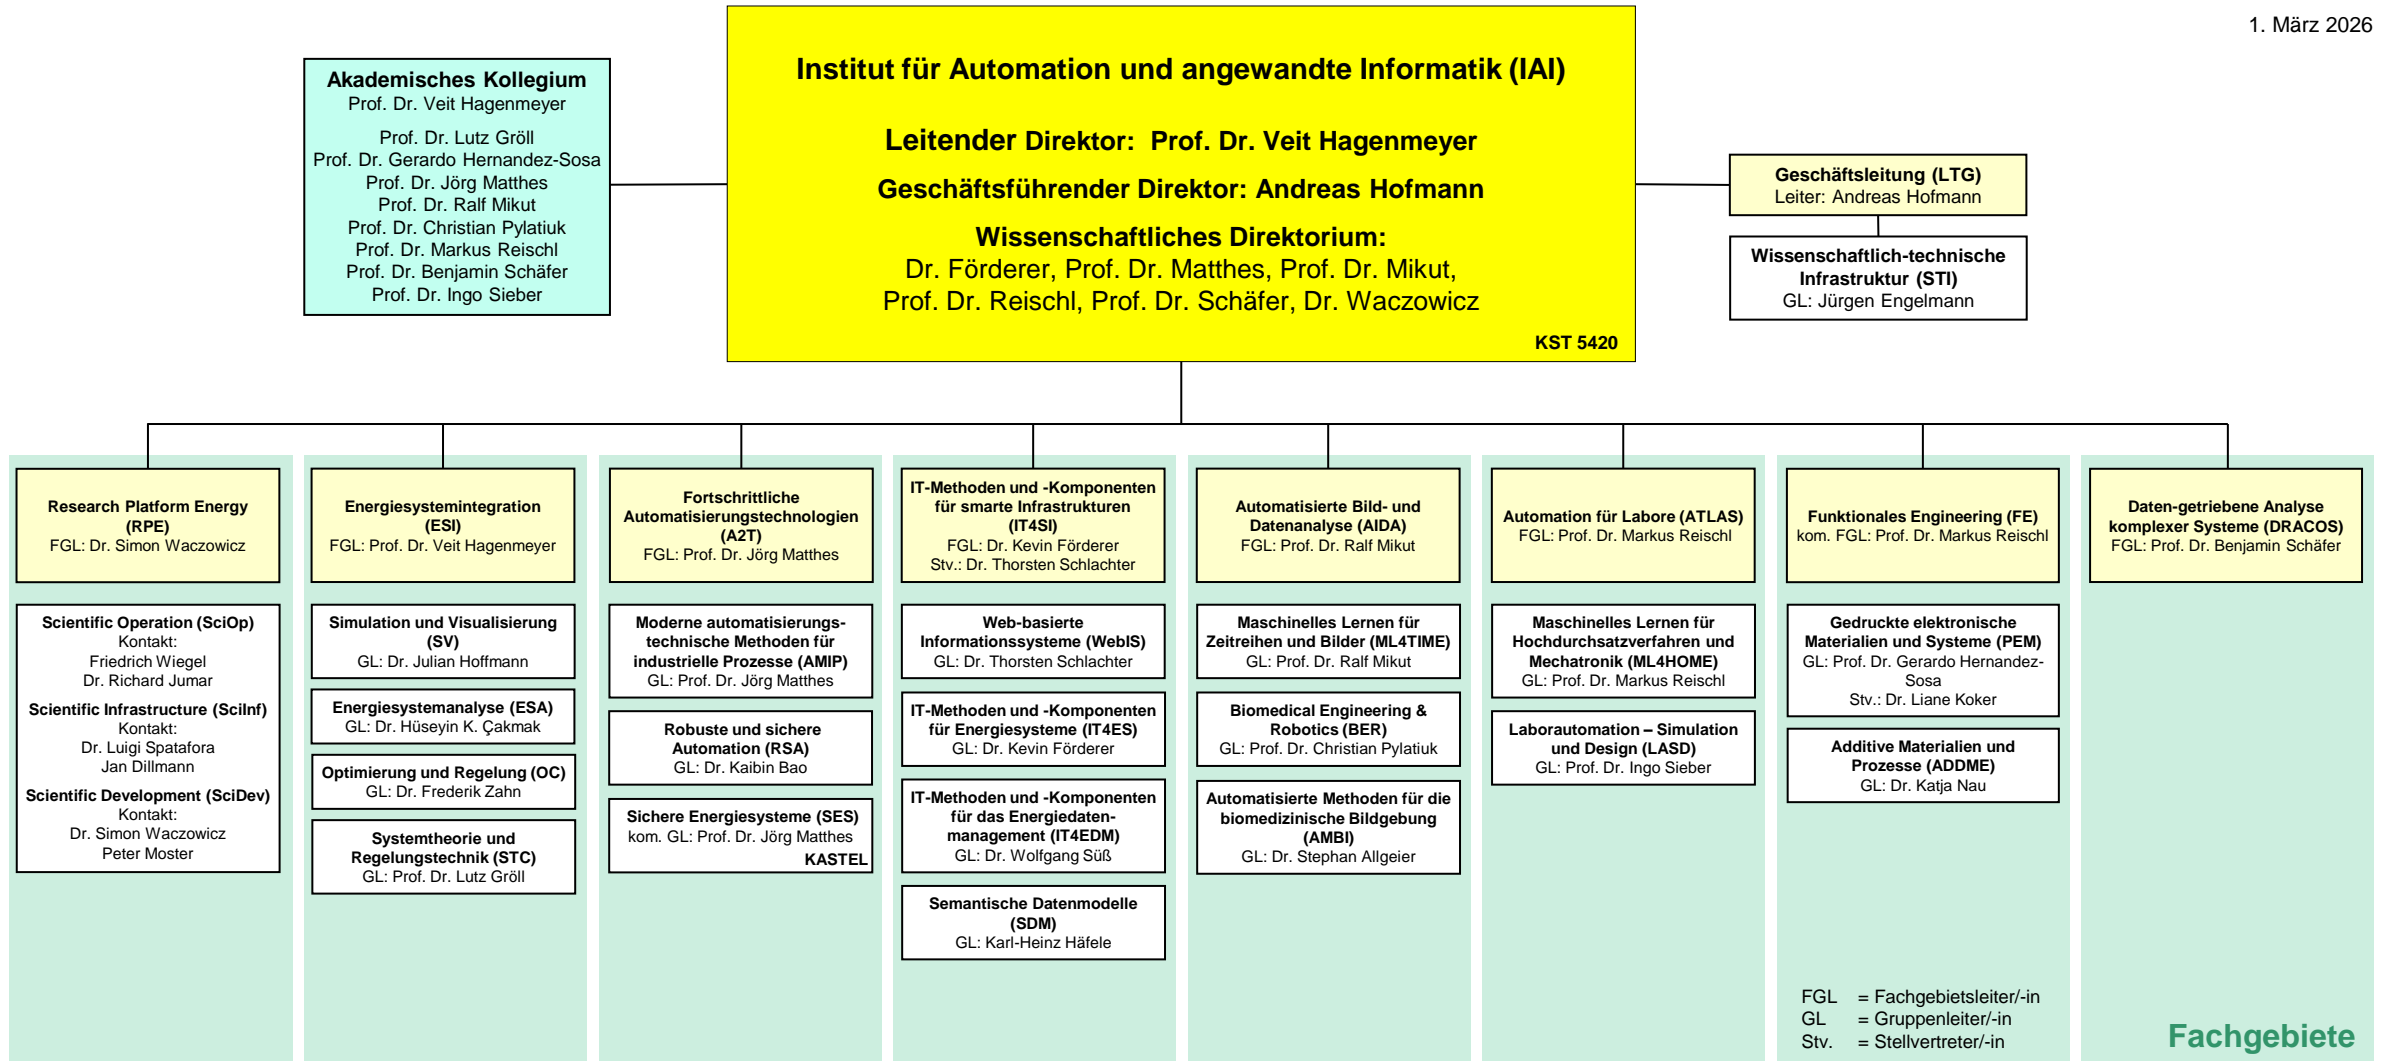 1. März 2026
Institut für Automation und angewandte Informatik (IAI)
Leitender Direktor: Prof. Dr. Veit Hagenmeyer
Geschäftsführender Direktor: Andreas Hofmann
Wissenschaftliches Direktorium:
Dr. Förderer, Prof. Dr. Matthes, Prof. Dr. Mikut,
Prof. Dr. Reischl, Prof. Dr. Schäfer, Dr. Waczowicz
KST 5420
Akademisches Kollegium
Prof. Dr. Veit Hagenmeyer
Prof. Dr. Lutz Gröll
Prof. Dr. Gerardo Hernandez-Sosa
Prof. Dr. Jörg Matthes
Prof. Dr. Ralf Mikut
Prof. Dr. Christian Pylatiuk
Prof. Dr. Markus Reischl
Prof. Dr. Benjamin Schäfer
Prof. Dr. Ingo Sieber
Geschäftsleitung (LTG)
Leiter: Andreas Hofmann
Wissenschaftlich-technische
Infrastruktur (STI)
GL: Jürgen Engelmann
Research Platform Energy
(RPE)
FGL: Dr. Simon Waczowicz
Scientific Operation (SciOp)
Kontakt:
Friedrich Wiegel
Dr. Richard Jumar
Scientific Infrastructure (SciInf)
Kontakt:
Dr. Luigi Spatafora
Jan Dillmann
Scientific Development (SciDev)
Kontakt:
Dr. Simon Waczowicz
Peter Moster
Energiesystemintegration
(ESI)
FGL: Prof. Dr. Veit Hagenmeyer
Simulation und Visualisierung
(SV)
GL: Dr. Julian Hoffmann
Energiesystemanalyse (ESA)
GL: Dr. Hüseyin K. Çakmak
Optimierung und Regelung (OC)
GL: Dr. Frederik Zahn
Systemtheorie und
Regelungstechnik (STC)
GL: Prof. Dr. Lutz Gröll
Fortschrittliche
Automatisierungstechnologien
(A2T)
FGL: Prof. Dr. Jörg Matthes
Moderne automatisierungs-
technische Methoden für
industrielle Prozesse (AMIP)
GL: Prof. Dr. Jörg Matthes
Robuste und sichere
Automation (RSA)
GL: Dr. Kaibin Bao
Sichere Energiesysteme (SES)
kom. GL: Prof. Dr. Jörg Matthes
KASTEL
IT-Methoden und -Komponenten
für smarte Infrastrukturen
(IT4SI)
FGL: Dr. Kevin Förderer
Stv.: Dr. Thorsten Schlachter
Web-basierte
Informationssysteme (WebIS)
GL: Dr. Thorsten Schlachter
IT-Methoden und -Komponenten
für Energiesysteme (IT4ES)
GL: Dr. Kevin Förderer
IT-Methoden und -Komponenten
für das Energiedaten-
management (IT4EDM)
GL: Dr. Wolfgang Süß
Semantische Datenmodelle
(SDM)
GL: Karl-Heinz Häfele
Automatisierte Bild- und
Datenanalyse (AIDA)
FGL: Prof. Dr. Ralf Mikut
Maschinelles Lernen für
Zeitreihen und Bilder (ML4TIME)
GL: Prof. Dr. Ralf Mikut
Biomedical Engineering &
Robotics (BER)
GL: Prof. Dr. Christian Pylatiuk
Automatisierte Methoden für die
biomedizinische Bildgebung
(AMBI)
GL: Dr. Stephan Allgeier
Automation für Labore (ATLAS)
FGL: Prof. Dr. Markus Reischl
Maschinelles Lernen für
Hochdurchsatzverfahren und
Mechatronik (ML4HOME)
GL: Prof. Dr. Markus Reischl
Laborautomation – Simulation
und Design (LASD)
GL: Prof. Dr. Ingo Sieber
Funktionales Engineering (FE)
kom. FGL: Prof. Dr. Markus Reischl
Gedruckte elektronische
Materialien und Systeme (PEM)
GL: Prof. Dr. Gerardo Hernandez-
Sosa
Stv.: Dr. Liane Koker
Additive Materialien und
Prozesse (ADDME)
GL: Dr. Katja Nau
Daten-getriebene Analyse
komplexer Systeme (DRACOS)
FGL: Prof. Dr. Benjamin Schäfer
FGL = Fachgebietsleiter/-in
GL = Gruppenleiter/-in
Stv. = Stellvertreter/-in
Fachgebiete